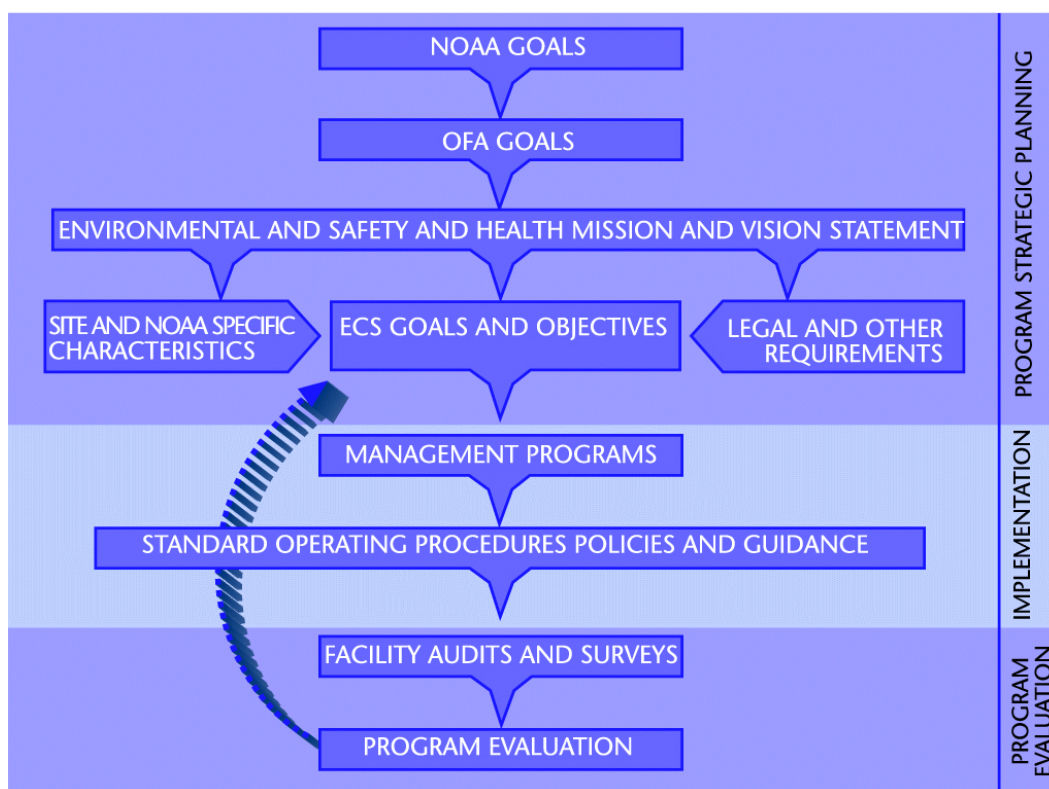 NOAA GOALS
OFA GOALS
ENVIRONMENTAL AND SAFETY AND HEALTH MISSION AND VISION STATEMENT
SITE AND NOAA SPECIFIC
CHARACTERISTICS
ECS GOALS AND OBJECTIVES
LEGAL AND OTHER
REQUIREMENTS
MANAGEMENT PROGRAMS
STANDARD OPERATING PROCEDURES POLICIES AND GUIDANCE
FACILITY AUDITS AND SURVEYS
PROGRAM EVALUATION
PROGRAM STRATEGIC PLANNING
IMPLEMENTATION
PROGRAM
EVALUATION